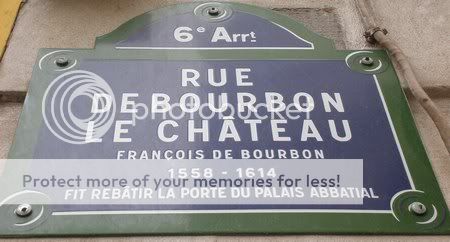 6e Arrt
RUE
DE BOURBON
LE CHÂTEAU
photobucket
FRANÇOIS DE BOURBON
1558 - 1614
Protect more of your memories for less!
FIT REBÂTIR LA PORTE DU PALAIS ABBATIAL